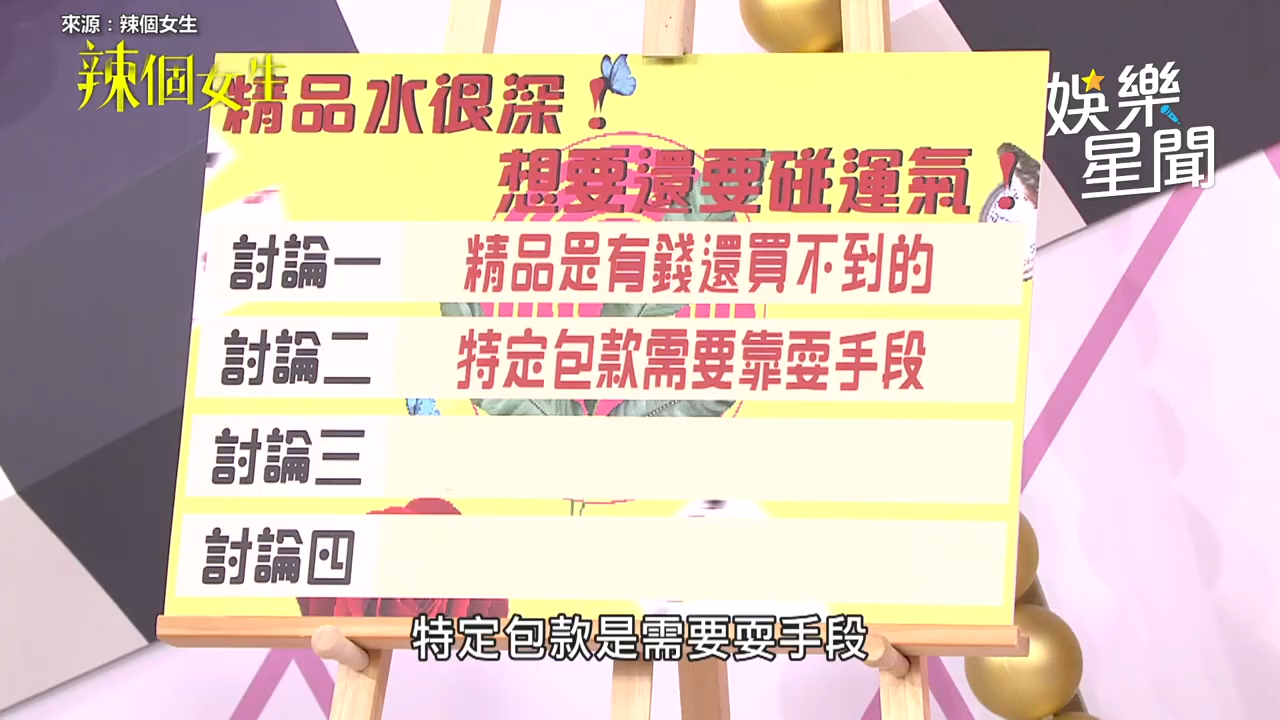 來源：辣個女生
辣個女生
娛樂
星聞
精品水很深！
想要還要碰運氣！
討論一 精品是有錢還買不到的
討論二 特定包款需要靠耍手段
討論三
討論四
特定包款是需要耍手段